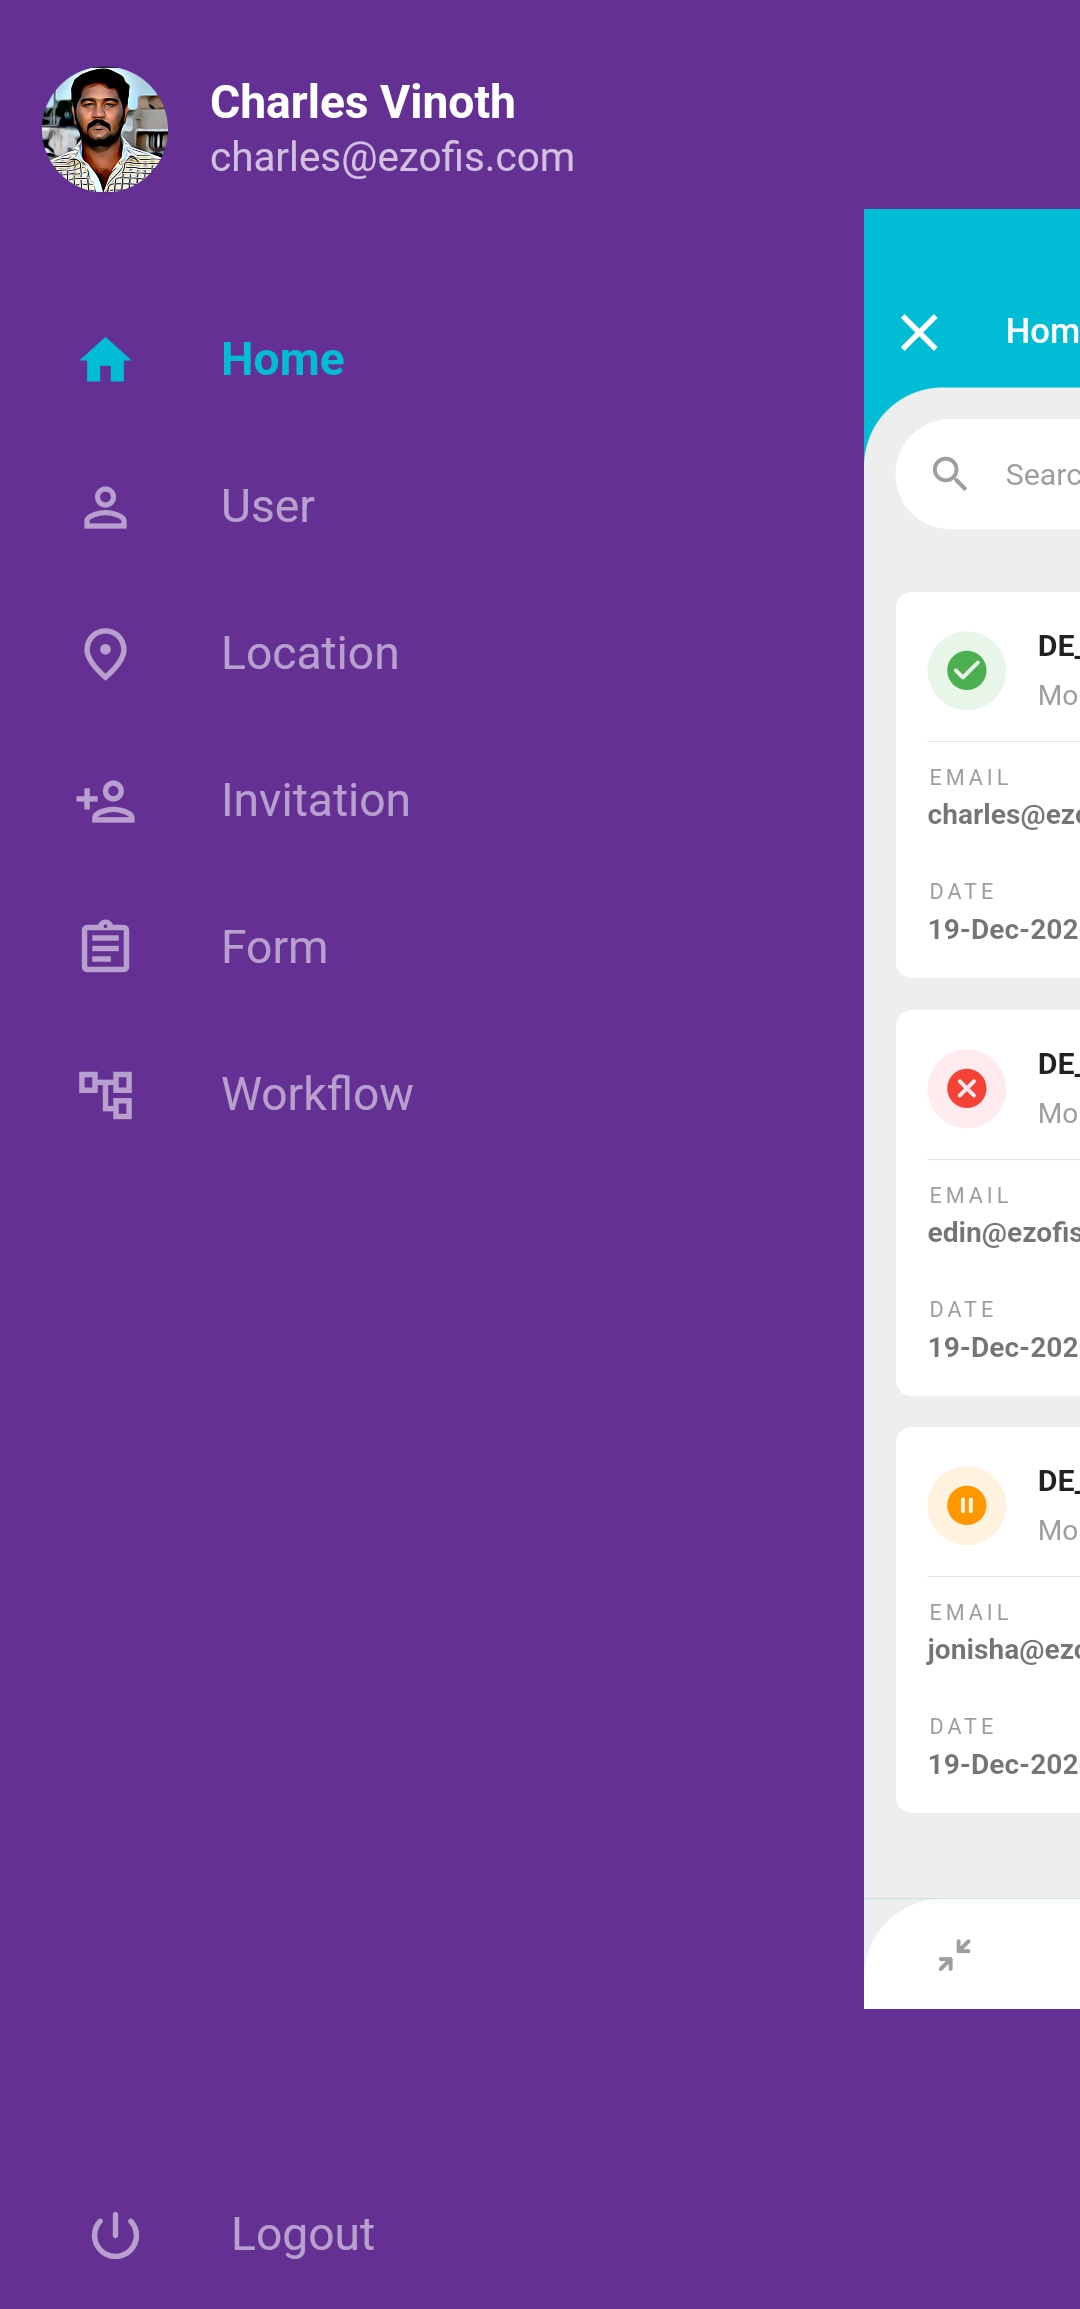 Charles Vinoth
charles@ezofis.com
Home
User
Location
Invitation
Form
Workflow
Logout
Hom
Searc
DE_
Mo
EMAIL
charles@ez
DATE
19-Dec-202
DE_
Mo
EMAIL
edin@ezofis
DATE
19-Dec-202
DE_
Mo
EMAIL
jonisha@ez
DATE
19-Dec-202